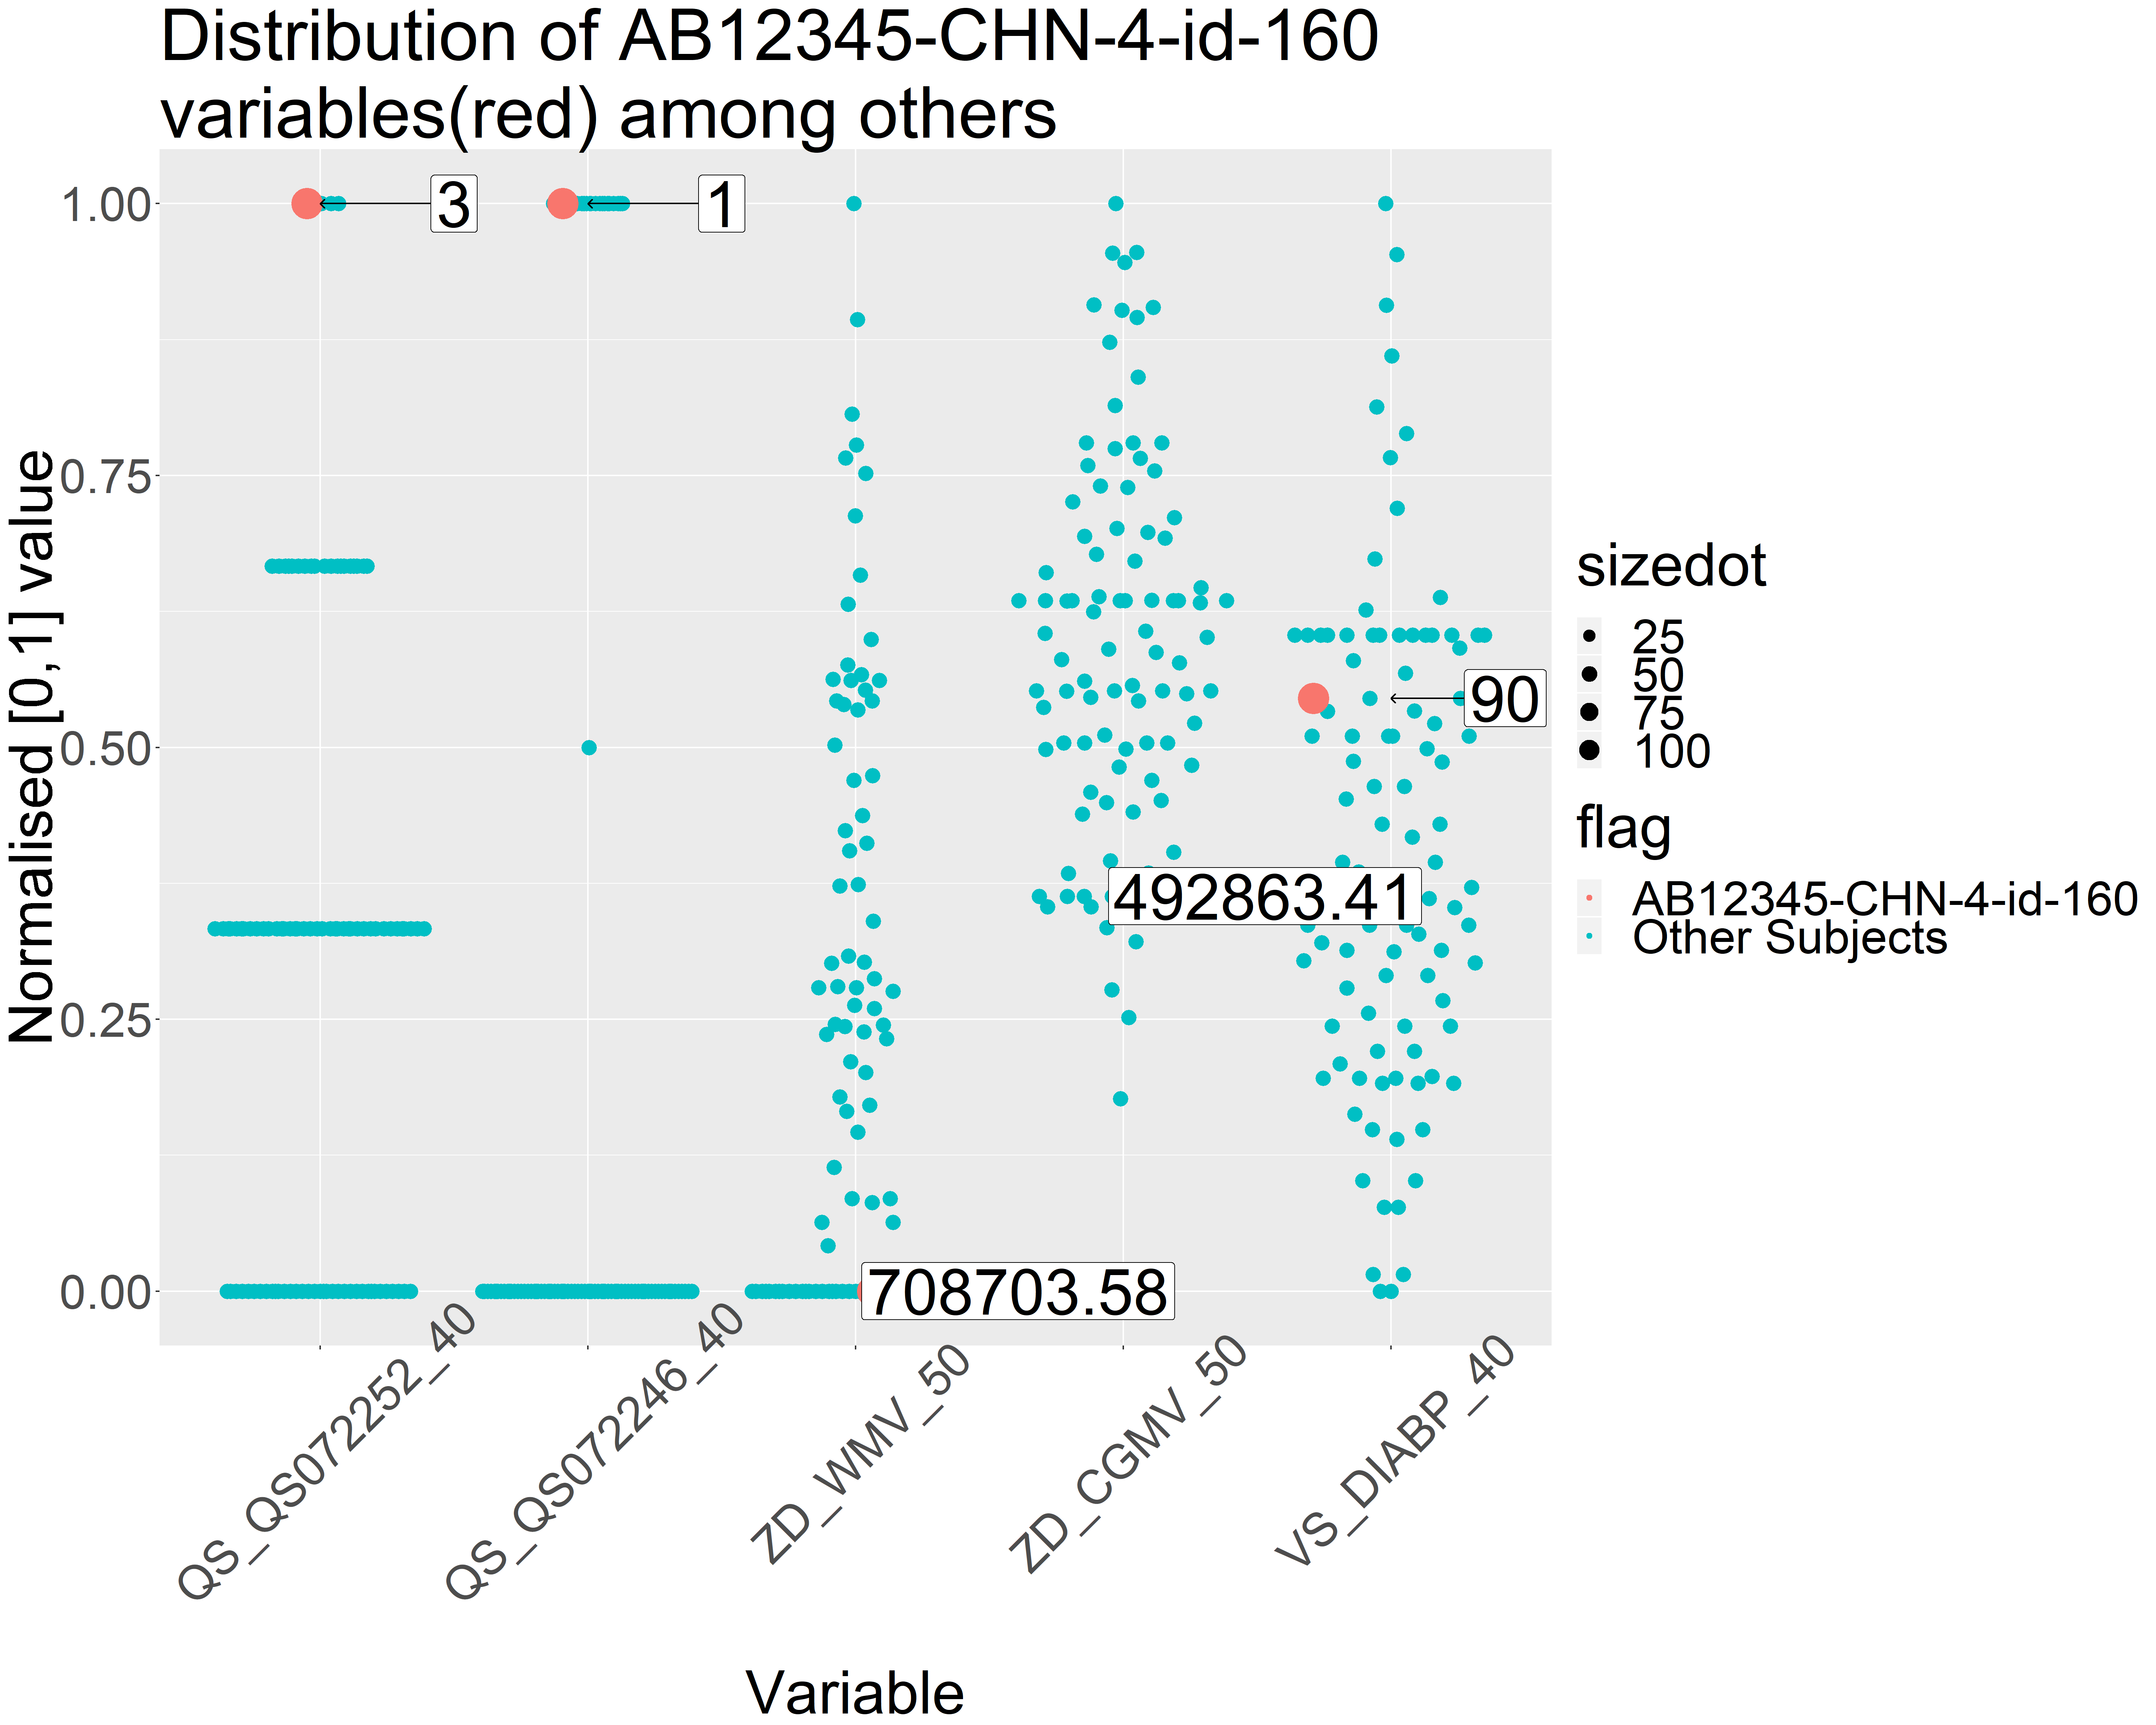 Distribution of AB12345-CHN-4-id-160
variables(red) among others
Normalised [0,1] value
1.00
0.75
0.50
0.25
0.00
3
1
90
492863.41
708703.58
QS_QS072252_40
QS_QS072246_40
ZD_WMV_50
ZD_CGMV_50
VS_DIABP_40
Variable
sizedot
25
50
75
100
flag
AB12345-CHN-4-id-160
Other Subjects